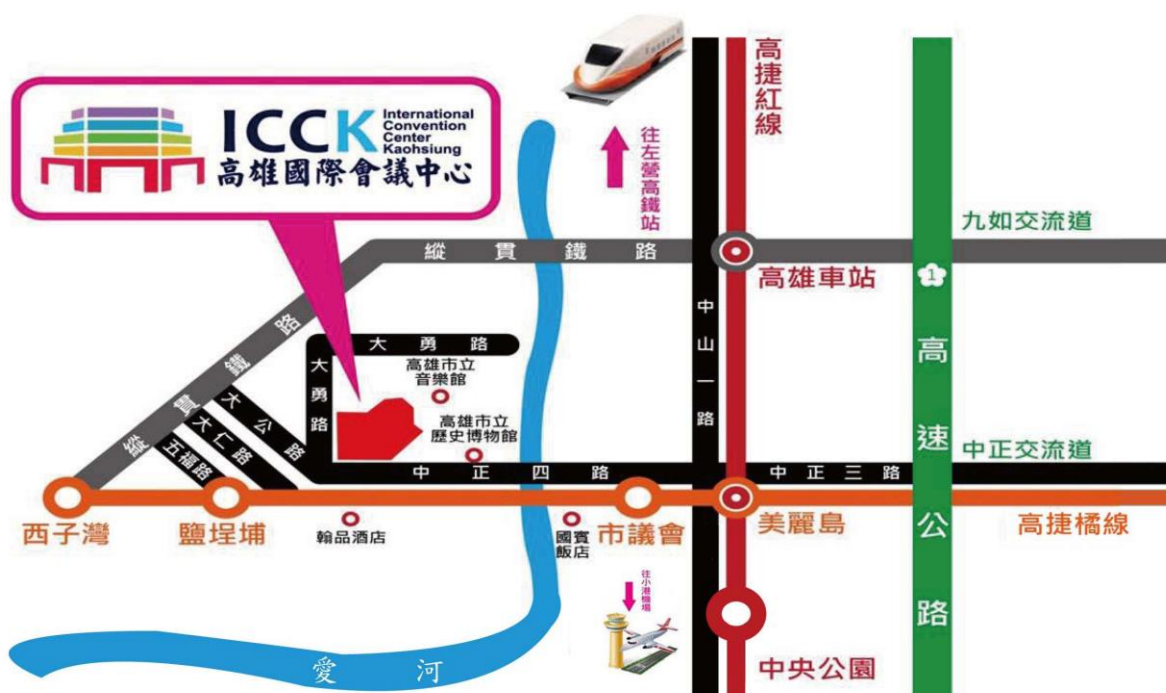 ICCK
International
Convention
Center
Kaohsiung
高雄國際會議中心
往左營高鐵站
高捷紅線
九如交流道
縱貫鐵路
高雄車站
1
高速公路
中山一路
縱貫鐵路
大勇路
大勇路
高雄市立
音樂館
高雄市立
歷史博物館
大公路
大仁路
五福路
中正四路
中正三路
中正交流道
西子灣
鹽埕埔
翰品酒店
國賓
飯店
市議會
美麗島
高捷橘線
往小港機場
中央公園
愛河